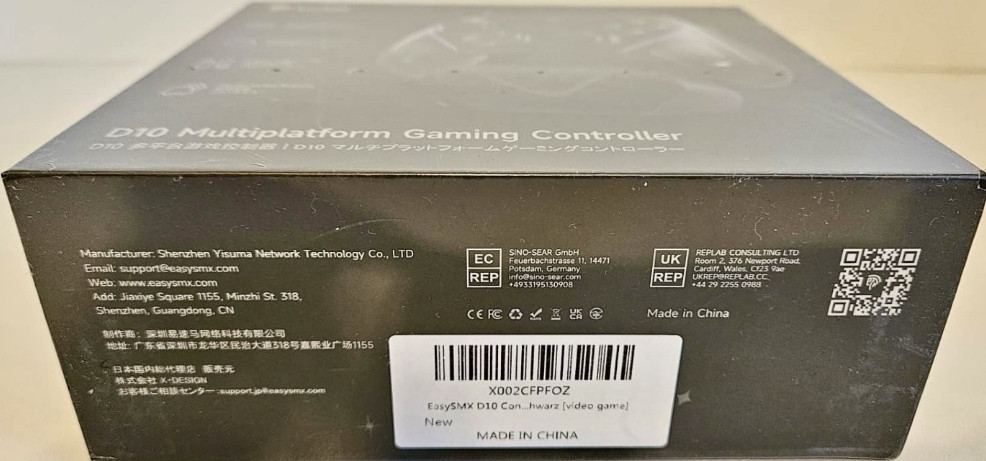 D10 Multiplatform Gaming Controller
D10 多平台游戏控制器 | D10 マルチプラットフォームゲーミングコントローラー
Manufacturer: Shenzhen Yisuma Network Technology Co., LTD
Email: support@easysmx.com
Web: www.easysmx.com
Add: Jiaxiye Square 1155, Minzhi St. 318,
Shenzhen, Guangdong, CN
制作商: 深圳易速马网络科技有限公司
地址: 广东省深圳市龙华区民治大道318号嘉熙业广场1155
日本国内総代理店 販売元
株式会社 X-DESIGN
お客様ご相談センター:support.jp@easysmx.com
EC REP
SINO-SEAR GmbH
Feuerbachstrasse 11, 14471
Potsdam, Germany
info@sino-sear.com
+4933195130908
UK REP
REPLAB CONSULTING LTD
Room 2, 376 Newport Road,
Cardiff, Wales, Cf23 9ae
UKREP@REPLAB.CC
+44 29 2255 0988
CE FC UK CA
Made in China
X002CFPFOZ
EasySMX D10 Con...hwarz [video game]
New
MADE IN CHINA